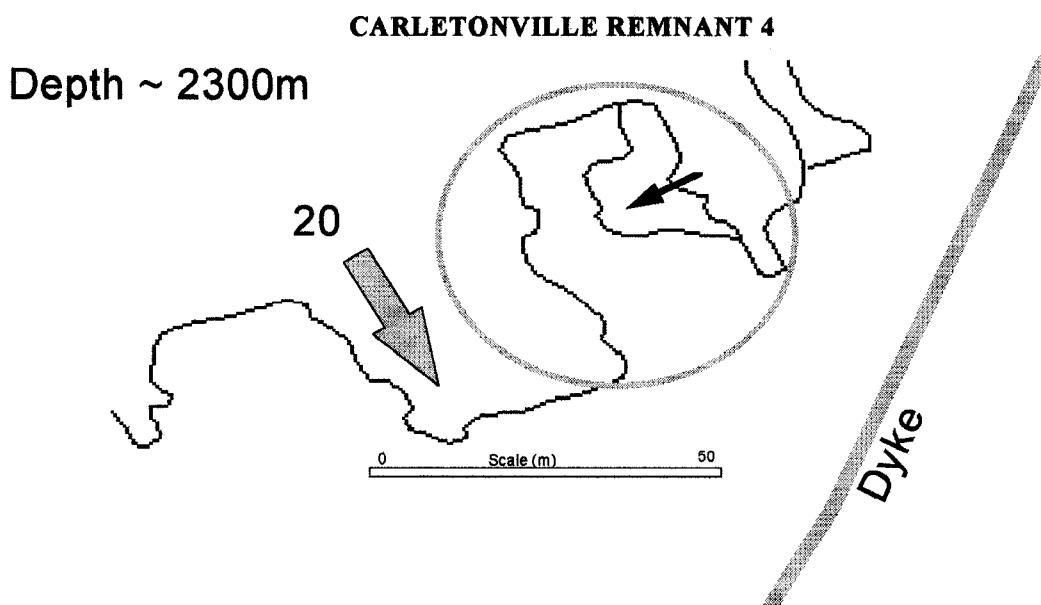 CARLETONVILLE REMNANT 4
Depth ~ 2300m
20
0 Scale (m) 50
Dyke